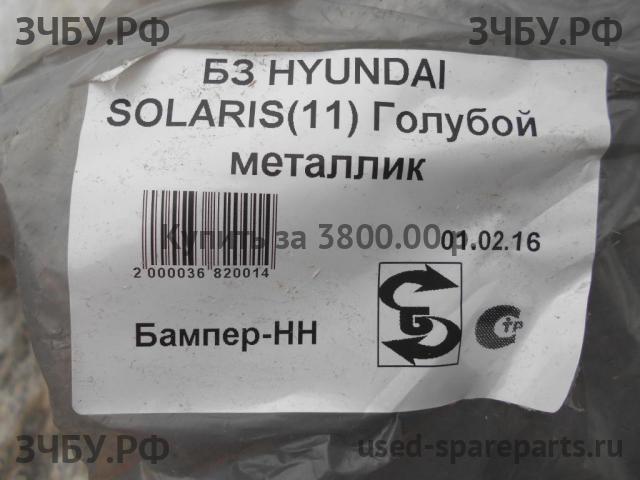 ЗЧБУ.РФ
ЗЧБУ.РФ
БЗ HYUNDAI
SOLARIS(11) Голубой
металлик
Купить за 3800.00р
01.02.16
2 000036 820014
Бампер-НН
ЗЧБУ.РФ
used-spareparts.ru